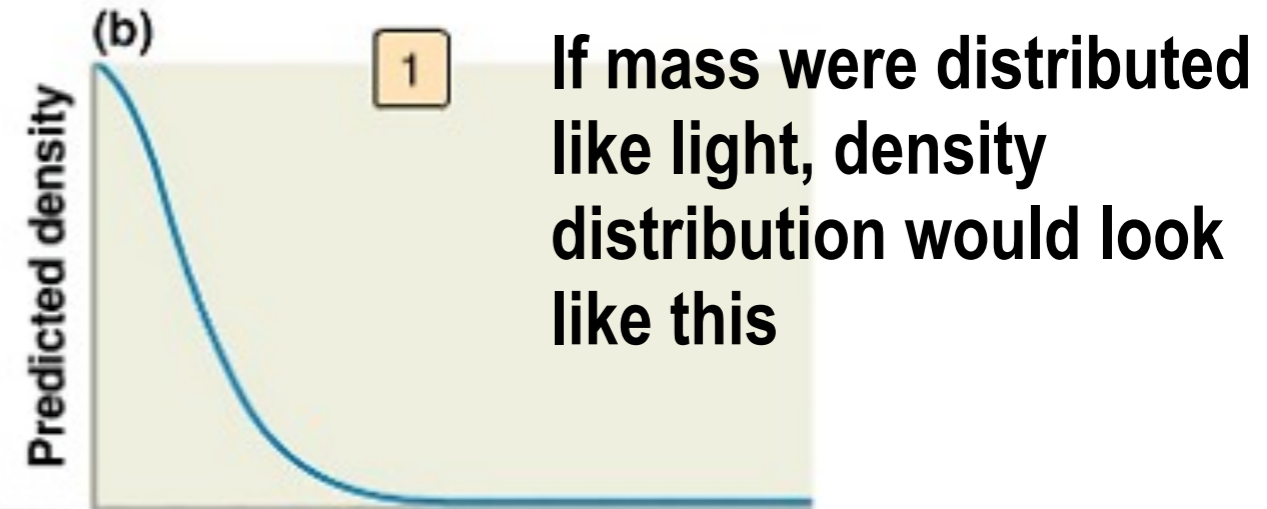 (b)
1
If mass were distributed
like light, density
distribution would look
like this
Predicted density